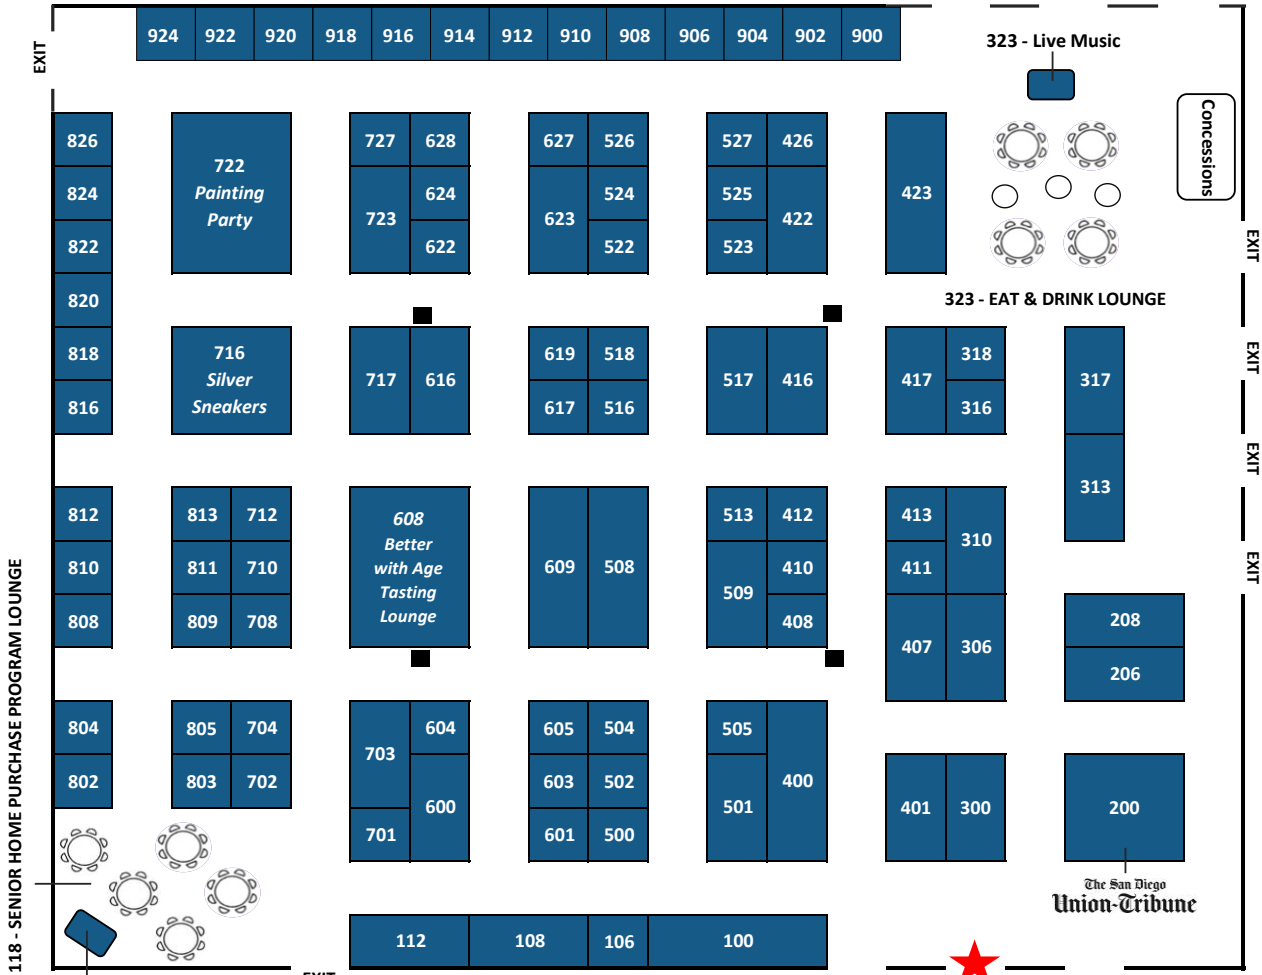 924 922 920 918 916 914 912 910 908 906 904 902 900
EXIT
323 - Live Music
Concessions
826
824
822
820
818
816
722
Painting
Party
727 628
723 624
622
627 526
623 524
522
527 426
525 422
523
423
EXIT
323 - EAT & DRINK LOUNGE
716
Silver
Sneakers
717 616
619 518
617 516
517 416
417 318
316
317
313
EXIT
EXIT
EXIT
812
810
808
813 712
811 710
809 708
608
Better
with Age
Tasting
Lounge
609 508
513 412
509 410
408
413 310
411
407 306
208
206
118 - SENIOR HOME PURCHASE PROGRAM LOUNGE
804
802
805 704
803 702
703 604
600
701
605 504
603 502
601 500
505 400
501
401 300
200
The San Diego
Union-Tribune
112 108 106 100
EXIT